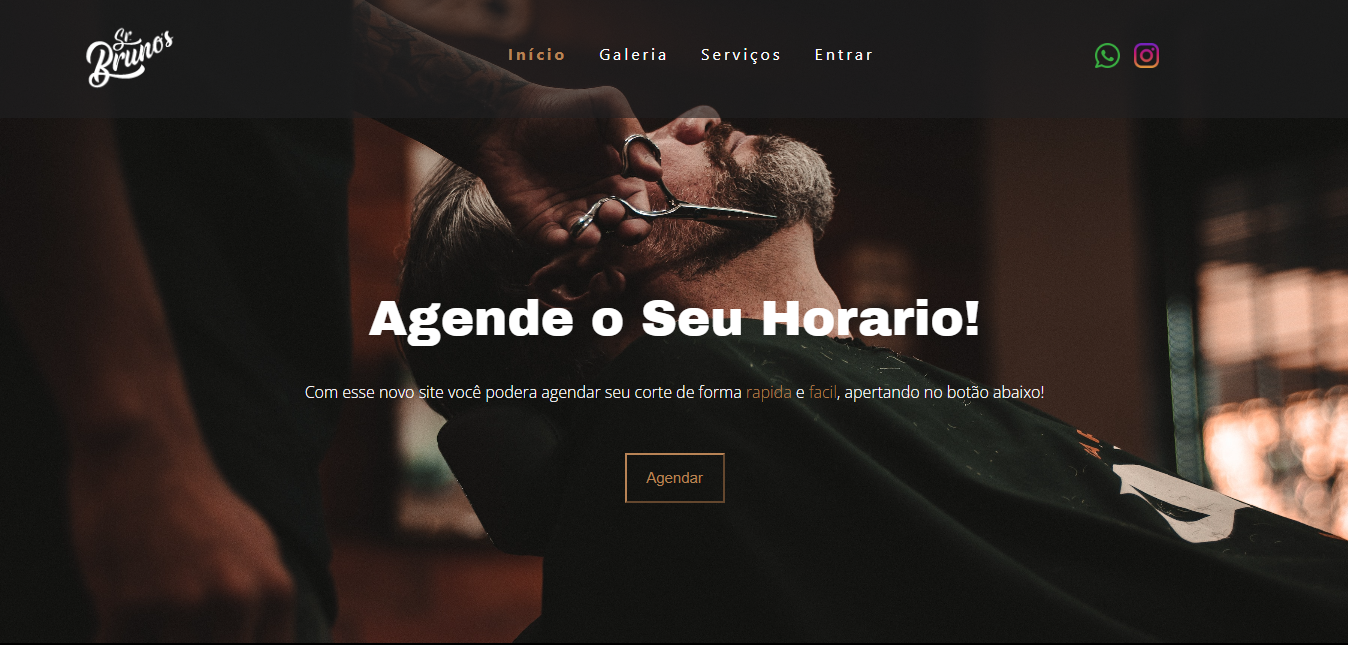 Sr. Bruno's
Início Galeria Serviços Entrar
Agende o Seu Horario!
Com esse novo site você podera agendar seu corte de forma rapida e facil, apertando no botão abaixo!
Agendar